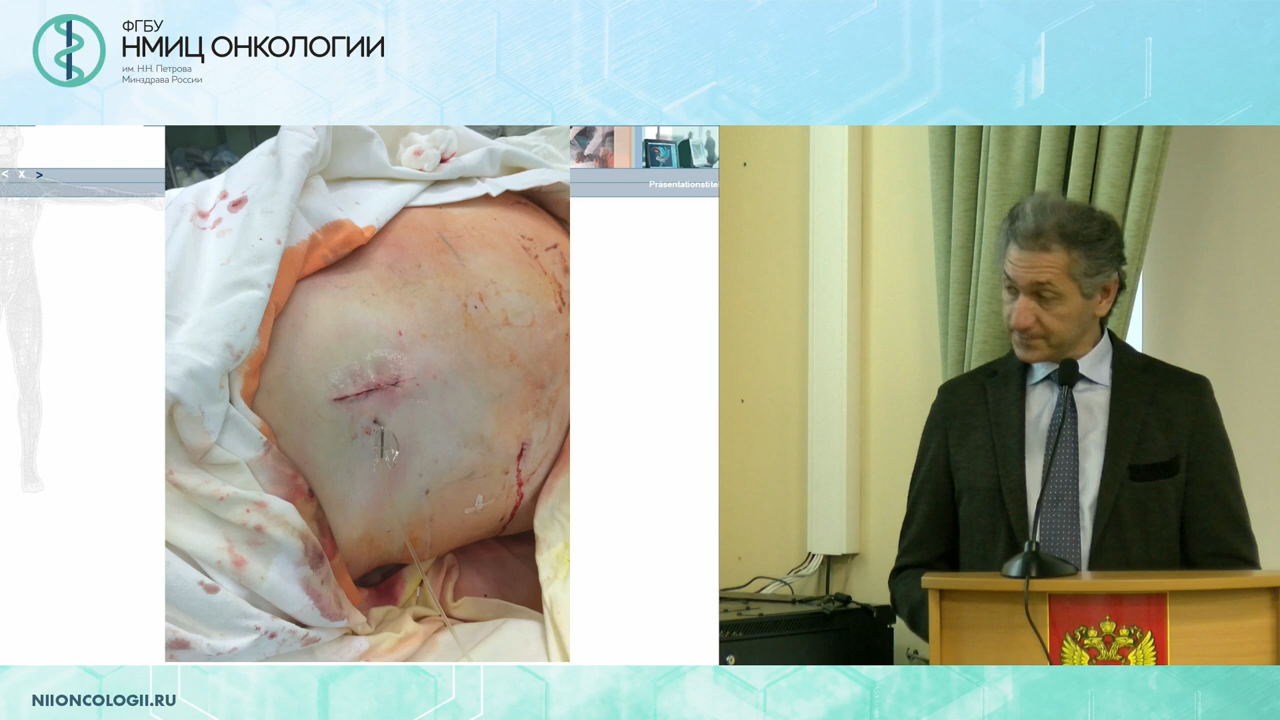 ФГБУ
НМИЦ ОНКОЛОГИИ
им. Н.Н. Петрова
Минздрава России
< x >
Präsentationstite
NIIONCOLOGII.RU